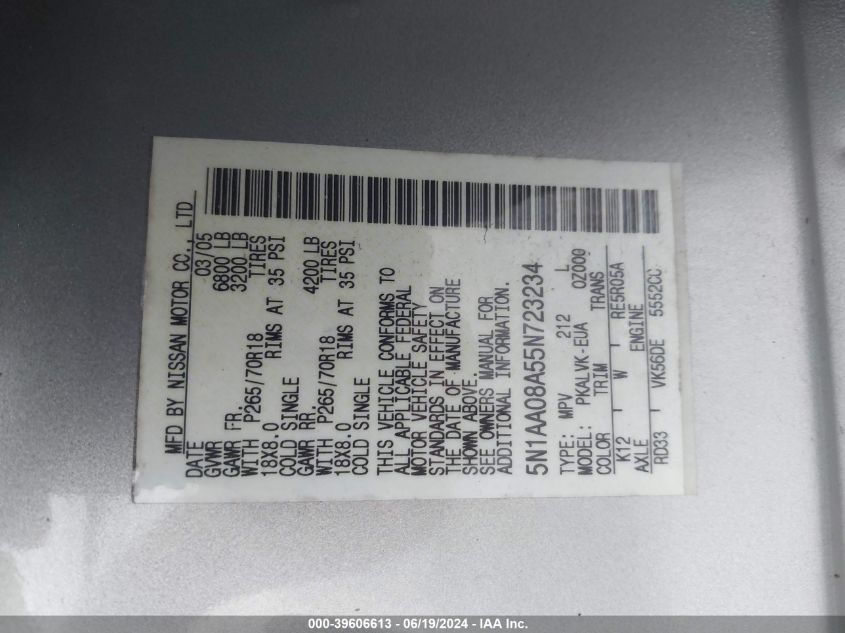 MFD BY NISSAN MOTOR CO., LTD
DATE 03/05
GVWR 6800 LB
GAWR FR. 3200 LB
WITH P265/70R18 TIRES
18X8.0 RIMS AT 35 PSI
COLD SINGLE
GAWR RR. 4200 LB
WITH P265/70R18 TIRES
18X8.0 RIMS AT 35 PSI
COLD SINGLE
THIS VEHICLE CONFORMS TO
ALL APPLICABLE FEDERAL
MOTOR VEHICLE SAFETY
STANDARDS IN EFFECT ON
THE DATE OF MANUFACTURE
SHOWN ABOVE.
SEE OWNERS MANUAL FOR
ADDITIONAL INFORMATION.
5N1AA08A55N723234
TYPE: MPV 212 L
MODEL: PKALVK-EUA 0Z000
COLOR TRIM TRANS
K12 W RE5R05A
AXLE ENGINE
RD33 VK56DE 5552CC
000-39606613 - 06/19/2024 - IAA Inc.